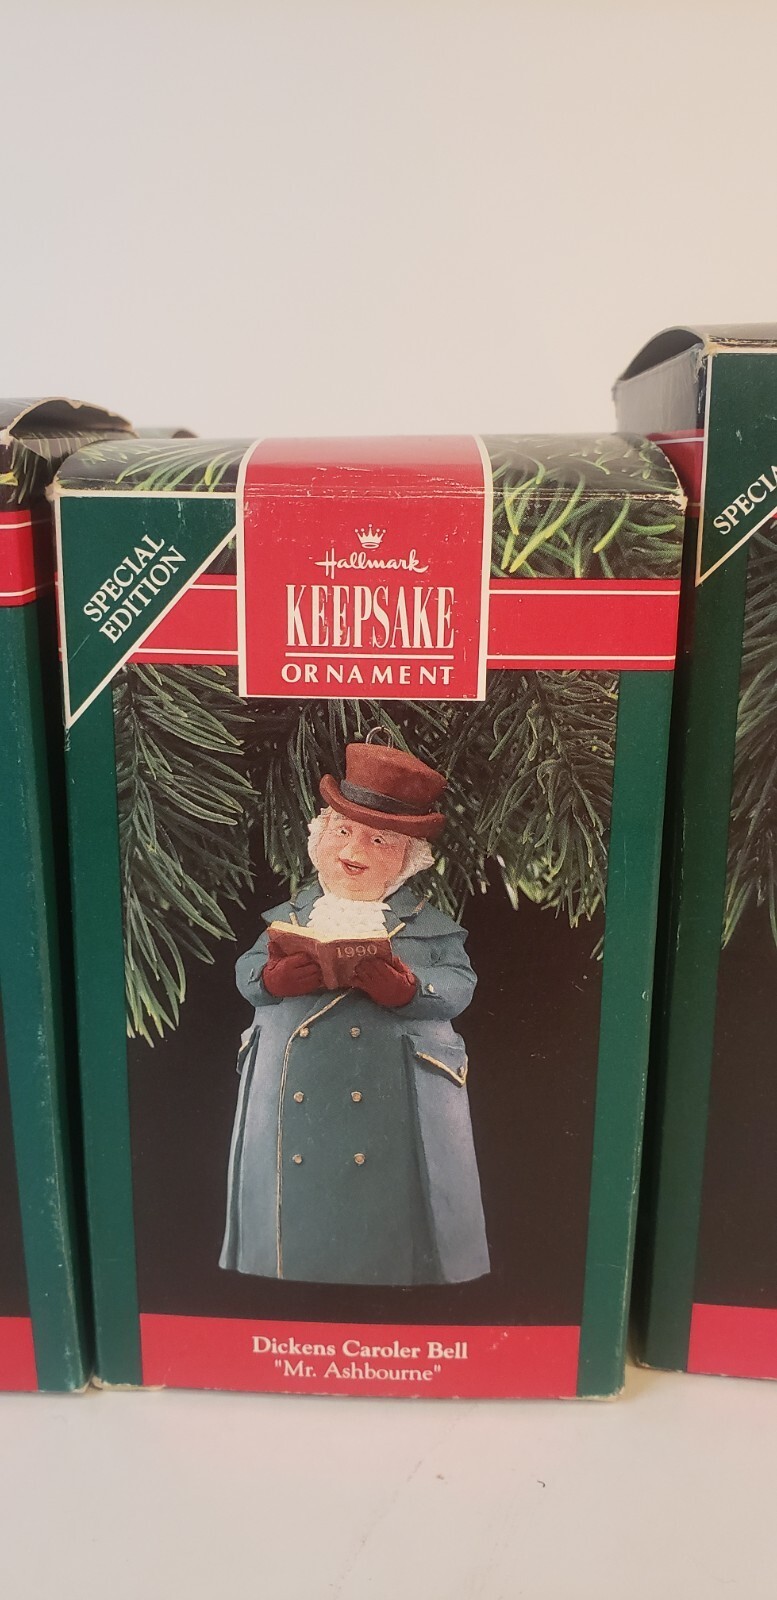 SPECIAL
EDITION
Hallmark
KEEPSAKE
ORNAMENT
1990
Dickens Caroler Bell
"Mr. Ashbourne"
SPECIA